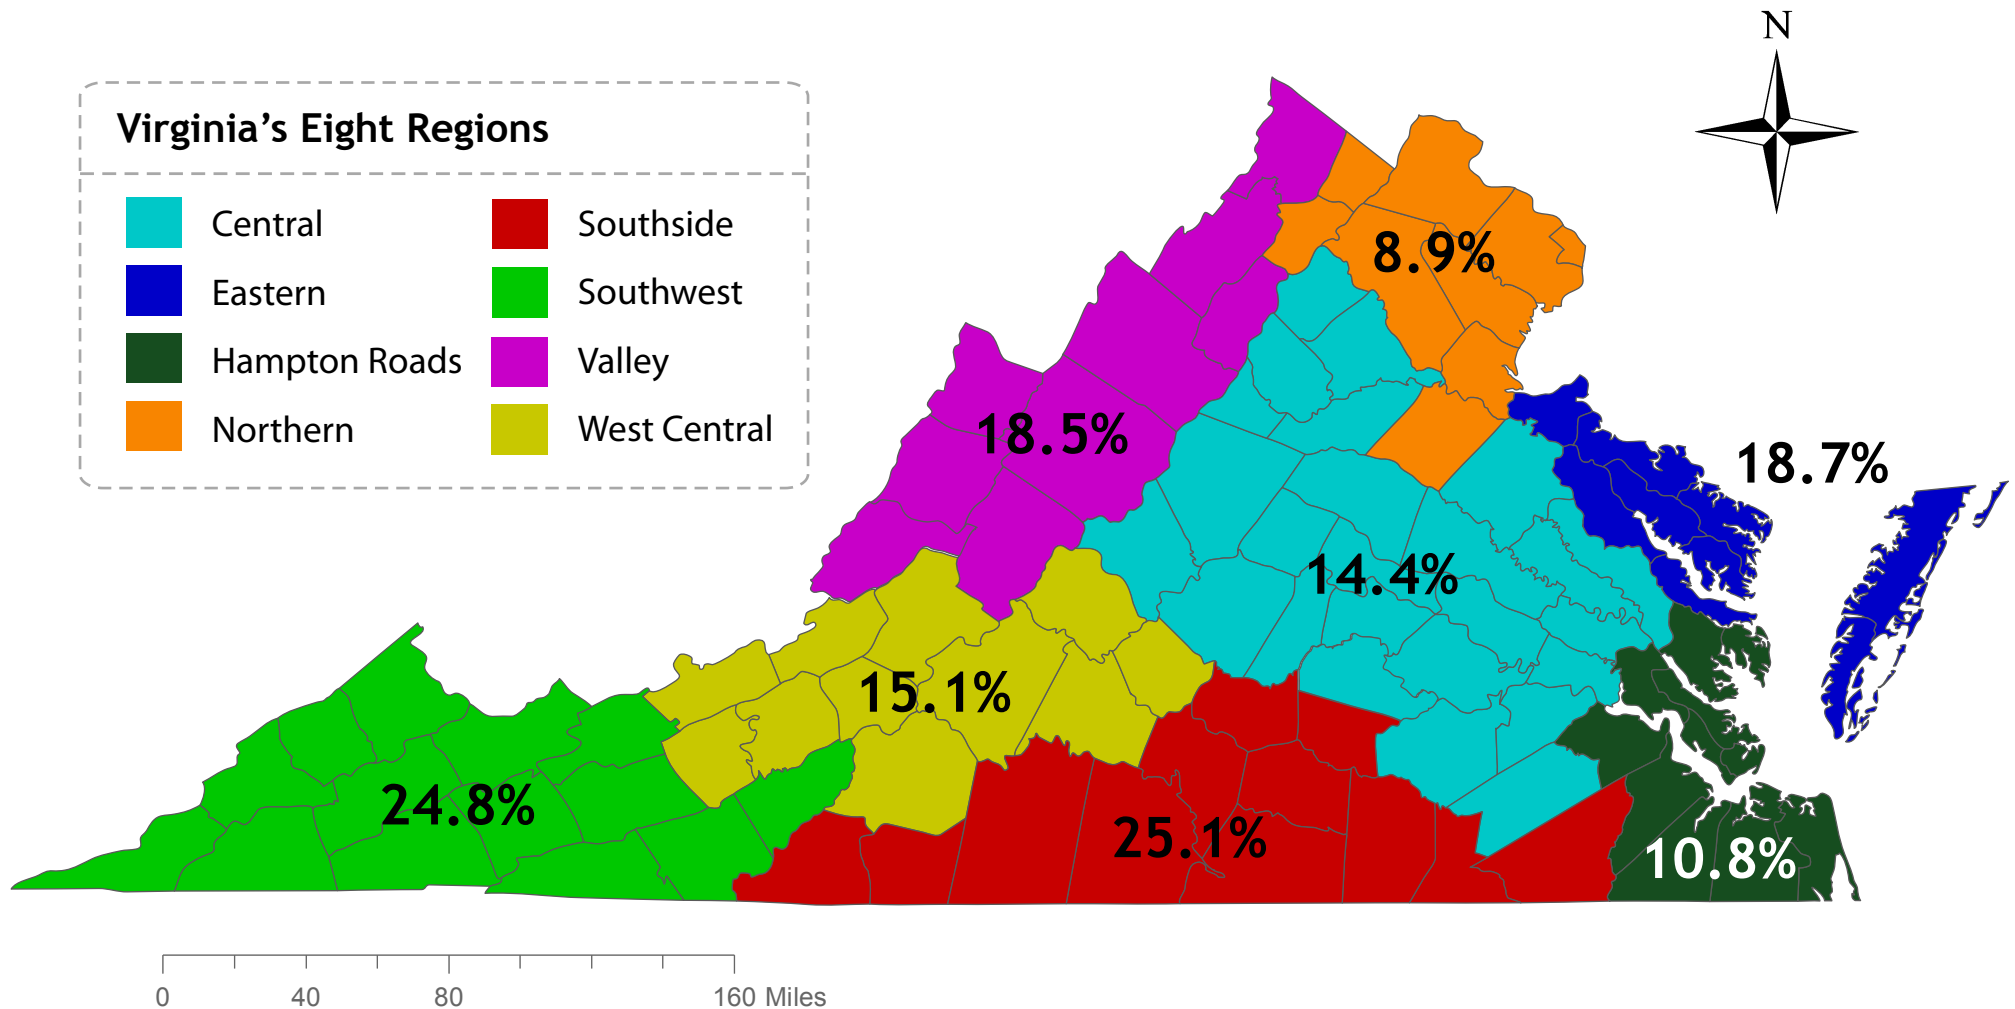 N
Virginia’s Eight Regions
Central
Southside
Eastern
Southwest
Hampton Roads
Valley
Northern
West Central
8.9%
18.5%
18.7%
14.4%
15.1%
24.8%
25.1%
10.8%
0 40 80 160 Miles